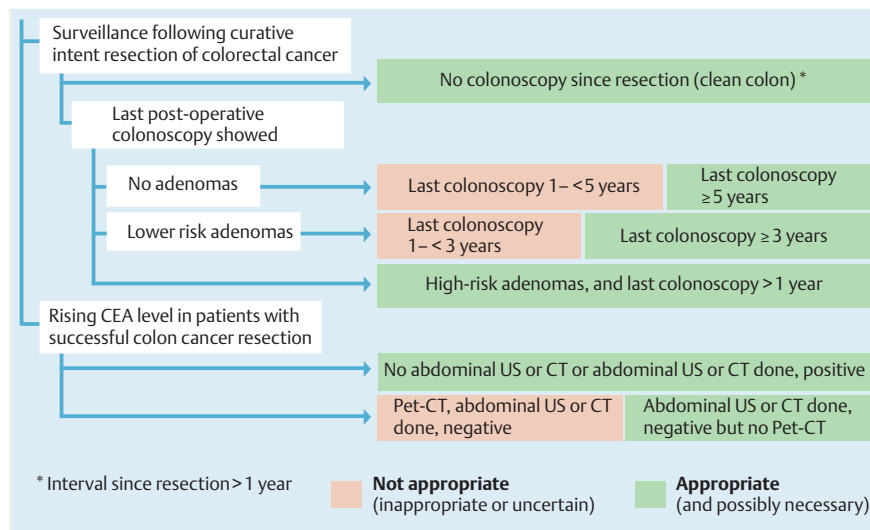 Surveillance following curative
intent resection of colorectal cancer
No colonoscopy since resection (clean colon) *
Last post-operative
colonoscopy showed
No adenomas
Last colonoscopy 1– <5 years
Last colonoscopy
≥ 5 years
Lower risk adenomas
Last colonoscopy
1– < 3 years
Last colonoscopy ≥ 3 years
High-risk adenomas, and last colonoscopy > 1 year
Rising CEA level in patients with
successful colon cancer resection
No abdominal US or CT or abdominal US or CT done, positive
Pet-CT, abdominal US or CT
done, negative
Abdominal US or CT done,
negative but no Pet-CT
* Interval since resection > 1 year
Not appropriate
(inappropriate or uncertain)
Appropriate
(and possibly necessary)